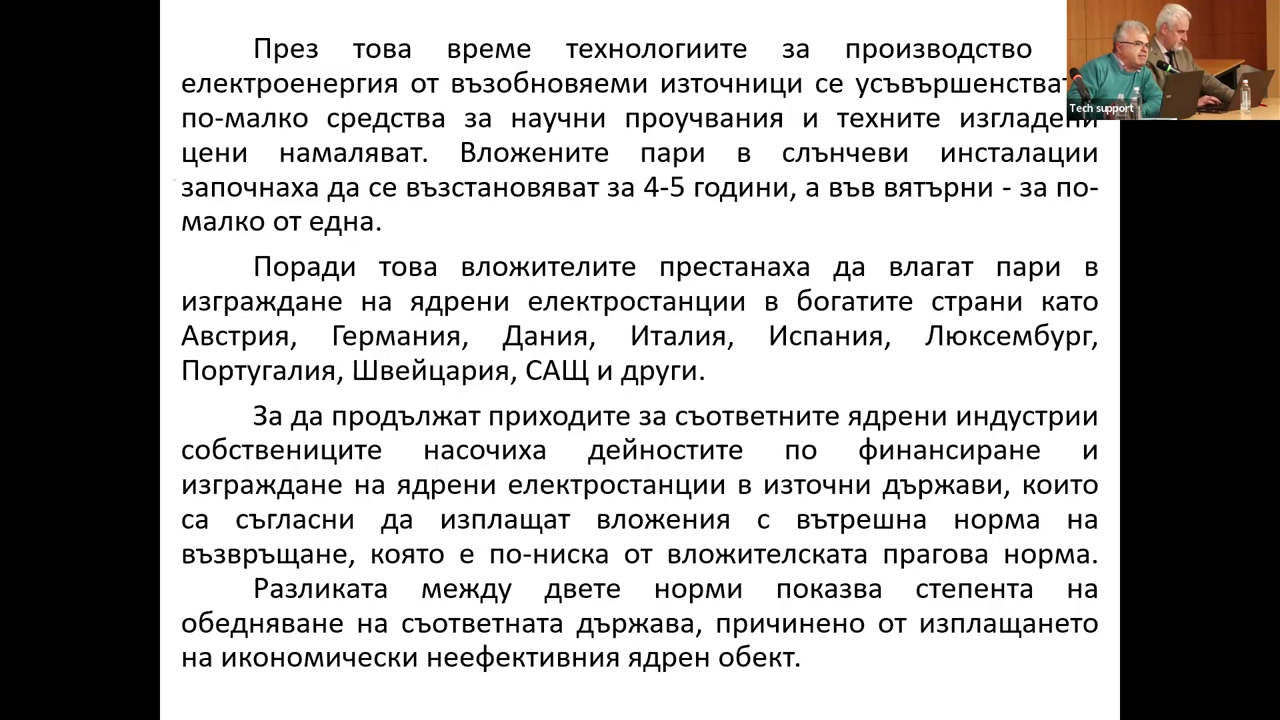 През това време технологиите за производство
електроенергия от възобновяеми източници се усъвършенстват
по-малко средства за научни проучвания и техните изгладени
цени намаляват. Вложените пари в слънчеви инсталации
започнаха да се възстановяват за 4-5 години, а във вятърни - за по-
малко от една.
Поради това вложителите престанаха да влагат пари в
изграждане на ядрени електростанции в богатите страни като
Австрия, Германия, Дания, Италия, Испания, Люксембург,
Португалия, Швейцария, САЩ и други.
За да продължат приходите за съответните ядрени индустрии
собствениците насочиха дейностите по финансиране и
изграждане на ядрени електростанции в източни държави, които
са съгласни да изплащат вложения с вътрешна норма на
възвръщане, която е по-ниска от вложителската прагова норма.
Разликата между двете норми показва степента на
обедняване на съответната държава, причинено от изплащането
на икономически неефективния ядрен обект.
Tech support